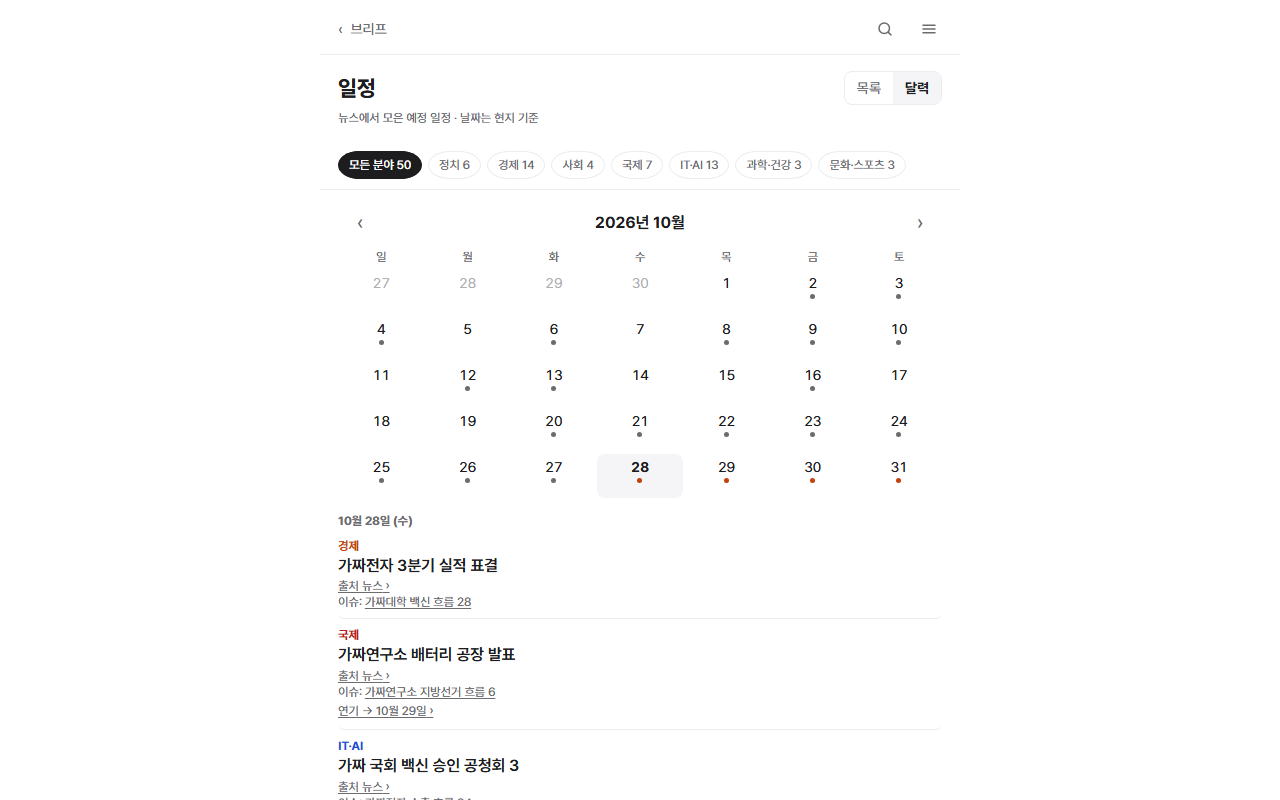 ‹ 브리프
일정
목록 달력
뉴스에서 모은 예정 일정 · 날짜는 현지 기준
모든 분야 50 정치 6 경제 14 사회 4 국제 7 IT·AI 13 과학·건강 3 문화·스포츠 3
‹ 2026년 10월 ›
일 월 화 수 목 금 토
27 28 29 30 1 2 3
4 5 6 7 8 9 10
11 12 13 14 15 16 17
18 19 20 21 22 23 24
25 26 27 28 29 30 31
10월 28일 (수)
경제
가짜전자 3분기 실적 표결
출처 뉴스 ›
이슈: 가짜대학 백신 흐름 28
국제
가짜연구소 배터리 공장 발표
출처 뉴스 ›
이슈: 가짜연구소 지방선거 흐름 6
연기 → 10월 29일 ›
IT·AI
가짜 국회 백신 승인 공청회 3
출처 뉴스 ›